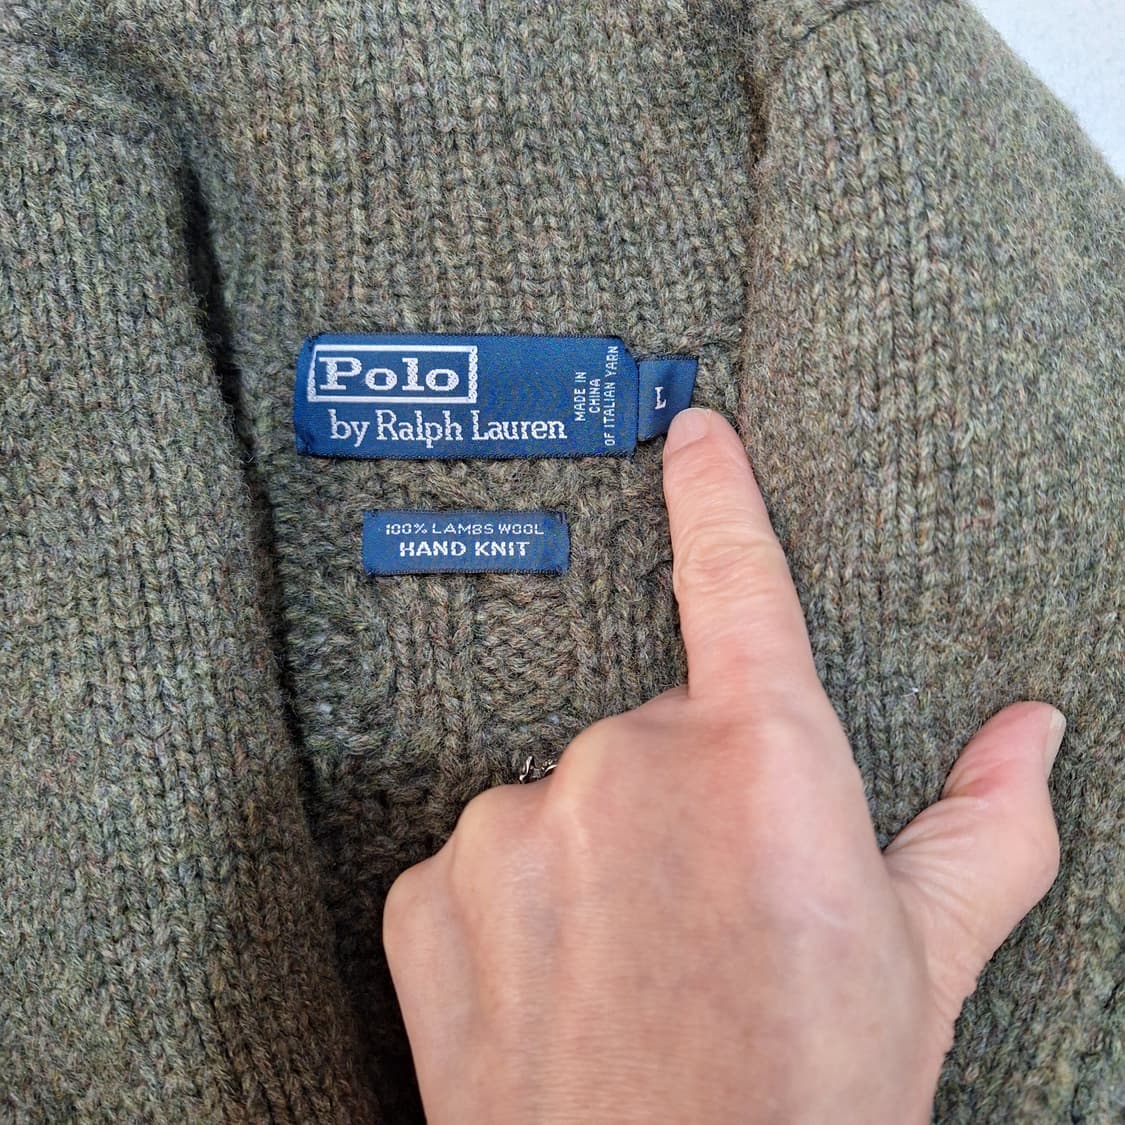 Polo
by Ralph Lauren
MADE IN
CHINA
OF ITALIAN YARN
L
100% LAMBS WOOL
HAND KNIT